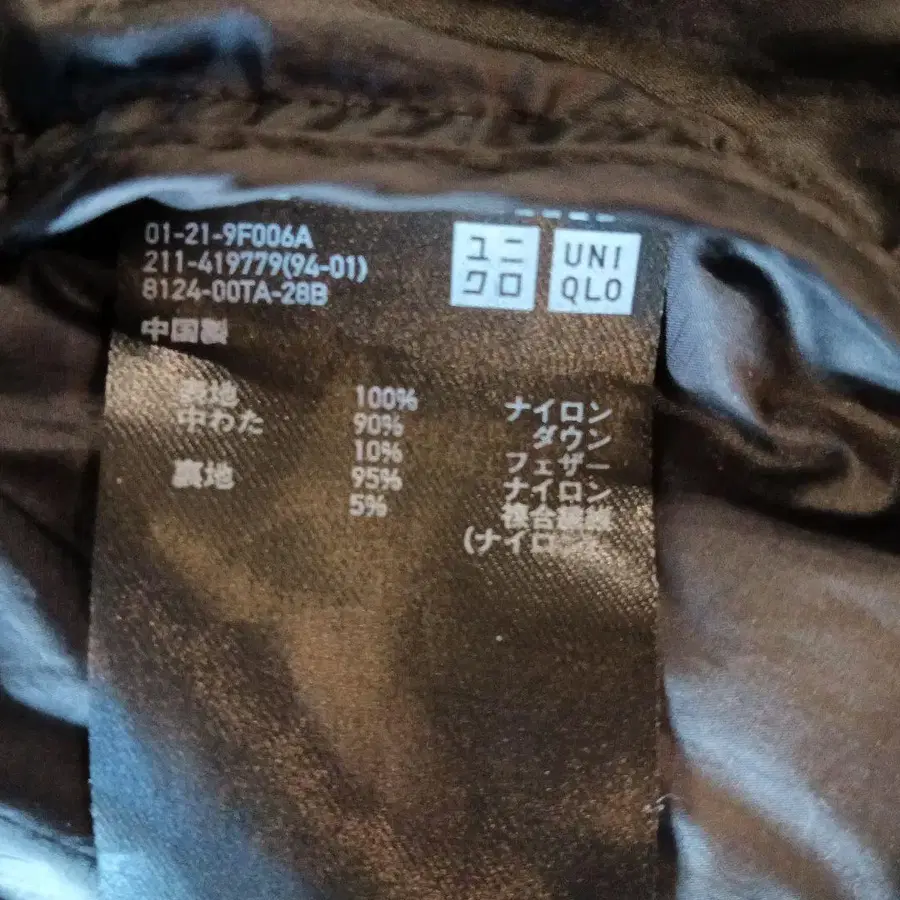 01-21-9F006A
211-419779(94-01)
8124-00TA-28B
ユニ
クロ
UNI
QLO
中国製
表地 100% ナイロン
中わた 90% ダウン
10% フェザー
裏地 95% ナイロン
5% 複合繊維
(ナイロン